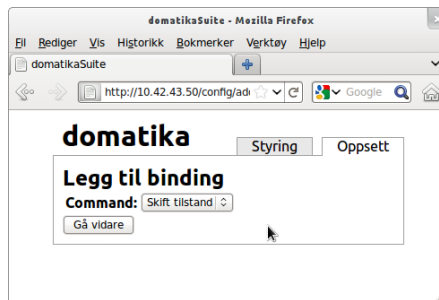 domatikaSuite - Mozilla Firefox
Fil Rediger Vis Historikk Bokmerker Verktøy Hjelp
domatikaSuite
http://10.42.43.50/config/ad Google
domatika
Styring Oppsett
Legg til binding
Command: Skift tilstand
Gå vidare